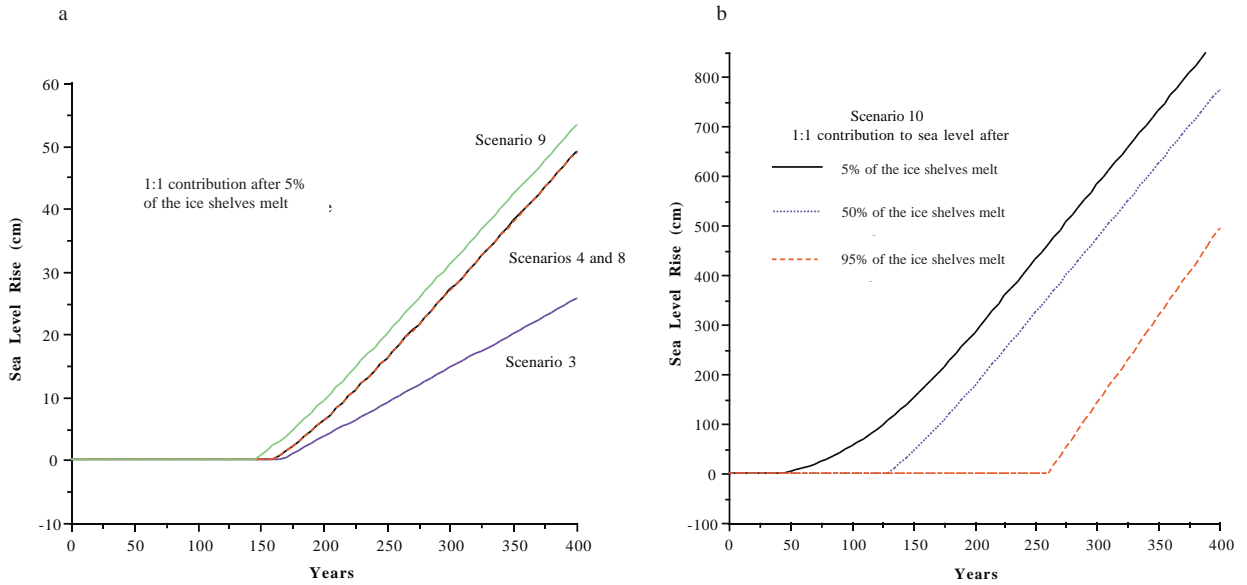 a
60
50
40
30
20
10
0
-10
0 50 100 150 200 250 300 350 400
Years
Sea Level Rise (cm)
1:1 contribution after 5%
of the ice shelves melt
e
Scenario 9
Scenarios 4 and 8
Scenario 3
b
800
700
600
500
400
300
200
100
0
-100
0 50 100 150 200 250 300 350 400
Years
Sea Level Rise (cm)
Scenario 10
1:1 contribution to sea level after
5% of the ice shelves melt
50% of the ice shelves melt
95% of the ice shelves melt